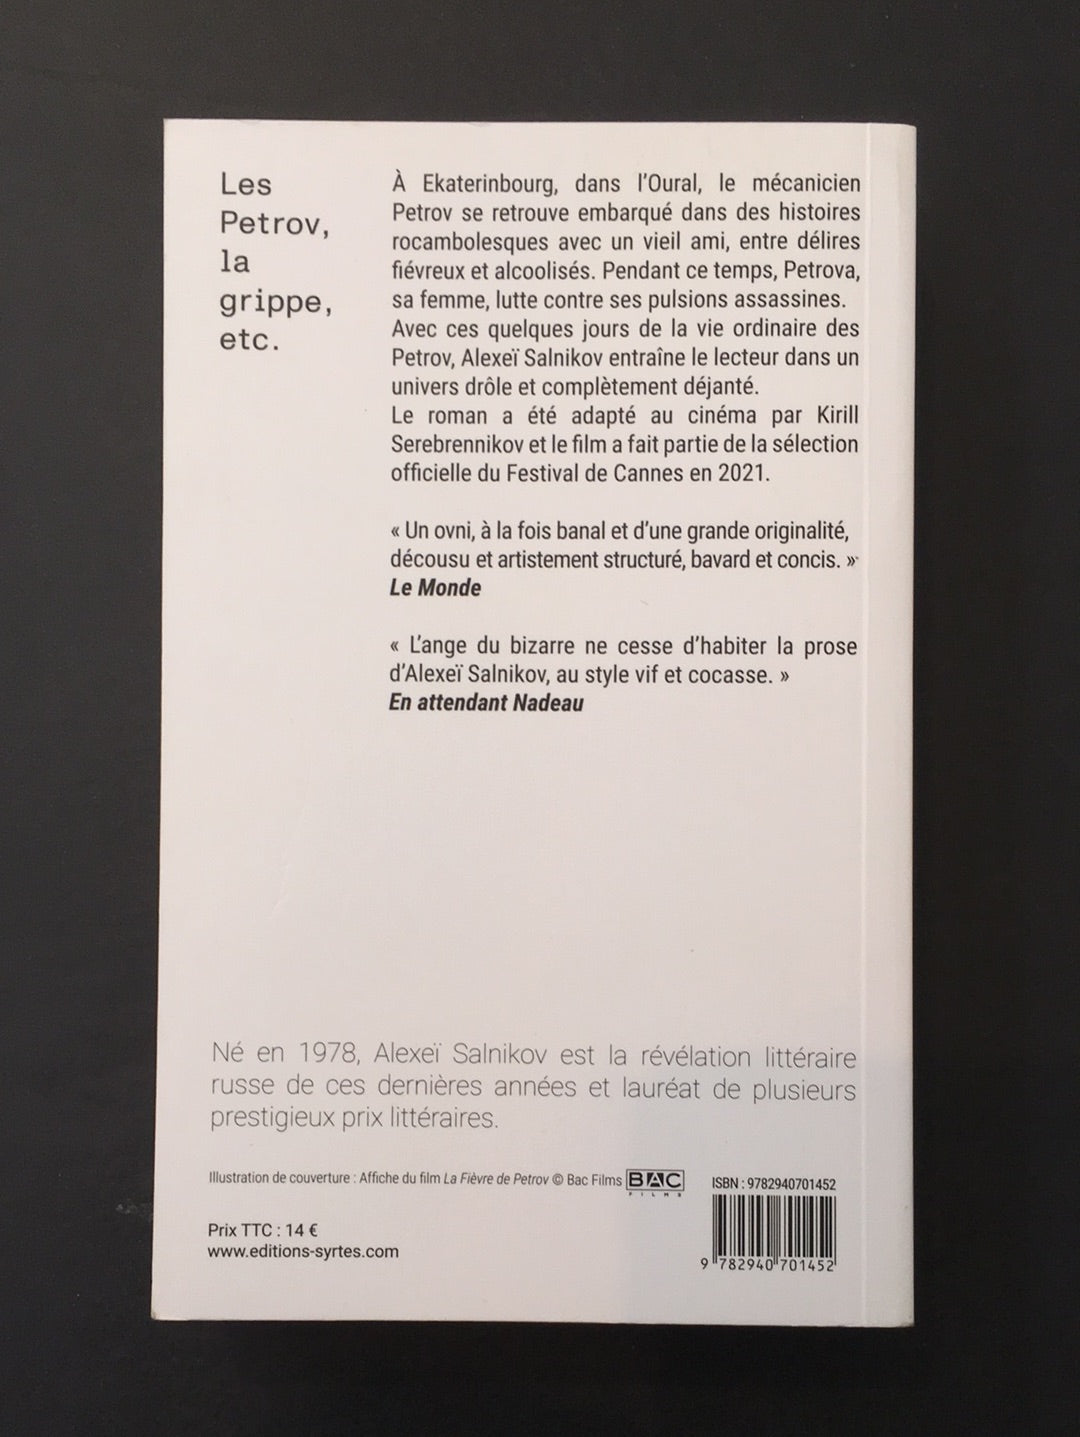 Les
Petrov,
la
grippe,
etc.
À Ekaterinbourg, dans l'Oural, le mécanicien
Petrov se retrouve embarqué dans des histoires
rocambolesques avec un vieil ami, entre délires
fiévreux et alcoolisés. Pendant ce temps, Petrova,
sa femme, lutte contre ses pulsions assassines.
Avec ces quelques jours de la vie ordinaire des
Petrov, Alexeï Salnikov entraîne le lecteur dans un
univers drôle et complètement déjanté.
Le roman a été adapté au cinéma par Kirill
Serebrennikov et le film a fait partie de la sélection
officielle du Festival de Cannes en 2021.
« Un ovni, à la fois banal et d'une grande originalité,
décousu et artistement structuré, bavard et concis. »
Le Monde
« L'ange du bizarre ne cesse d'habiter la prose
d'Alexeï Salnikov, au style vif et cocasse. »
En attendant Nadeau
Né en 1978, Alexeï Salnikov est la révélation littéraire
russe de ces dernières années et lauréat de plusieurs
prestigieux prix littéraires.
Illustration de couverture : Affiche du film La Fièvre de Petrov © Bac Films
BAC
FILMS
Prix TTC : 14 €
www.editions-syrtes.com
ISBN : 9782940701452
9 782940 701452